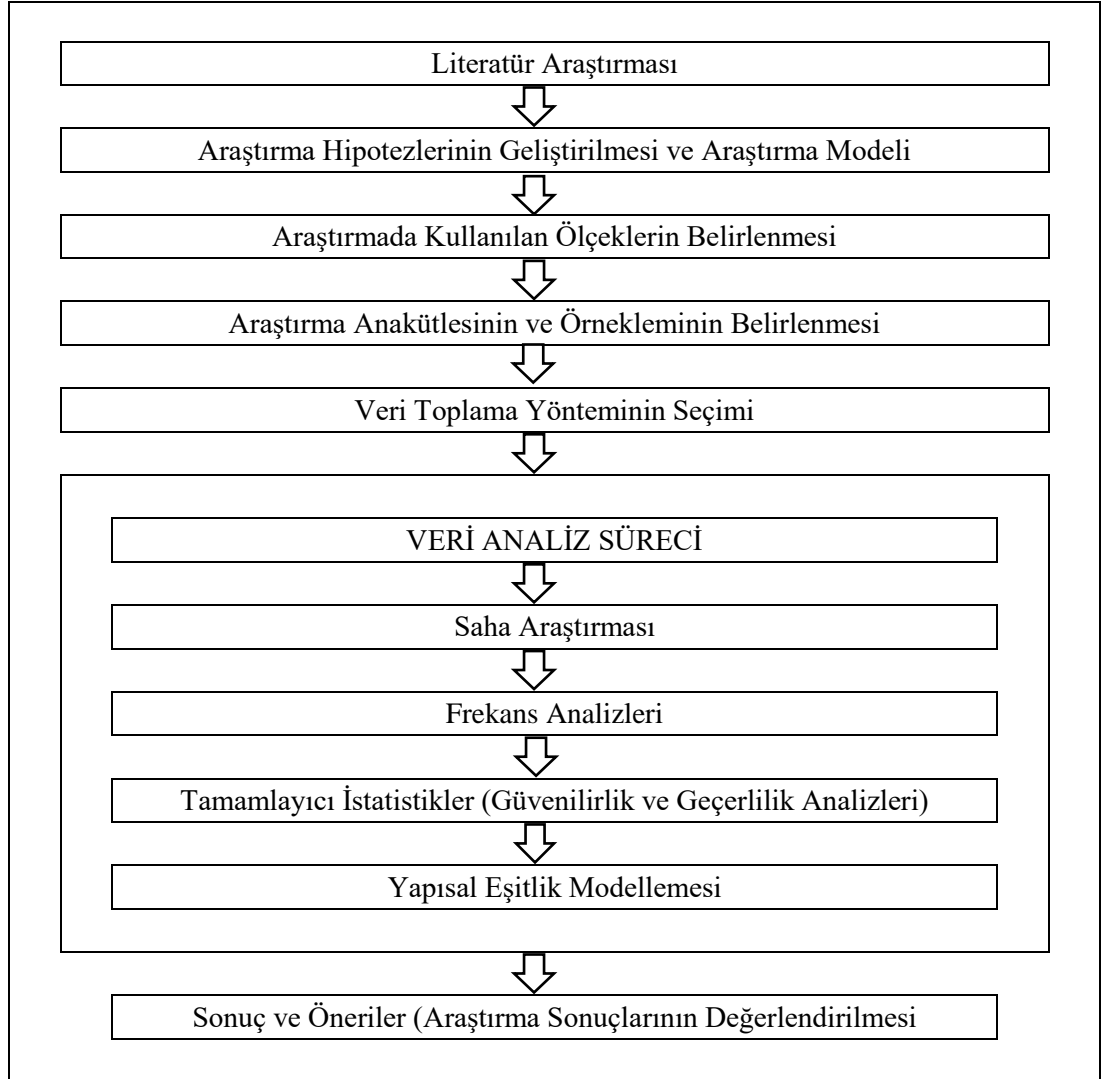 Literatür Araştırması
Araştırma Hipotezlerinin Geliştirilmesi ve Araştırma Modeli
Araştırmada Kullanılan Ölçeklerin Belirlenmesi
Araştırma Anakütlesinin ve Örnekleminin Belirlenmesi
Veri Toplama Yönteminin Seçimi
VERİ ANALİZ SÜRECİ
Saha Araştırması
Frekans Analizleri
Tamamlayıcı İstatistikler (Güvenilirlik ve Geçerlilik Analizleri)
Yapısal Eşitlik Modellemesi
Sonuç ve Öneriler (Araştırma Sonuçlarının Değerlendirilmesi